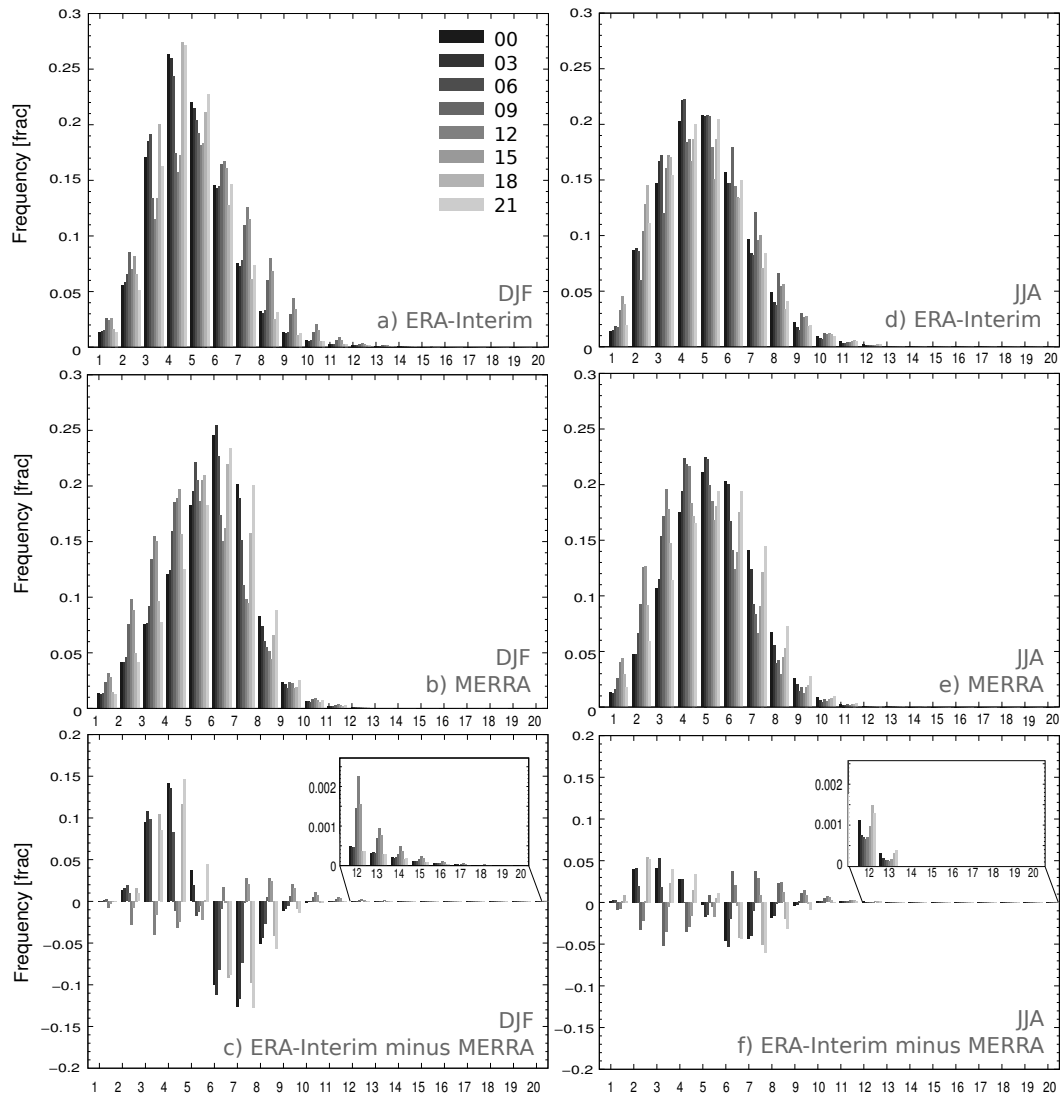 0.3
0.25
0.2
0.15
0.1
0.05
0
Frequency [frac]
00
03
06
09
12
15
18
21
DJF
a) ERA-Interim
1 2 3 4 5 6 7 8 9 10 11 12 13 14 15 16 17 18 19 20
0.3
0.25
0.2
0.15
0.1
0.05
0
JJA
d) ERA-Interim
1 2 3 4 5 6 7 8 9 10 11 12 13 14 15 16 17 18 19 20
0.3
0.25
0.2
0.15
0.1
0.05
0
Frequency [frac]
DJF
b) MERRA
1 2 3 4 5 6 7 8 9 10 11 12 13 14 15 16 17 18 19 20
0.3
0.25
0.2
0.15
0.1
0.05
0
JJA
e) MERRA
1 2 3 4 5 6 7 8 9 10 11 12 13 14 15 16 17 18 19 20
0.2
0.15
0.1
0.05
0
−0.05
−0.1
−0.15
−0.2
Frequency [frac]
0.002
0.001
0
12 13 14 15 16 17 18 19 20
DJF
c) ERA-Interim minus MERRA
1 2 3 4 5 6 7 8 9 10 11 12 13 14 15 16 17 18 19 20
0.2
0.15
0.1
0.05
0
−0.05
−0.1
−0.15
−0.2
0.002
0.001
0
12 13 14 15 16 17 18 19 20
JJA
f) ERA-Interim minus MERRA
1 2 3 4 5 6 7 8 9 10 11 12 13 14 15 16 17 18 19 20